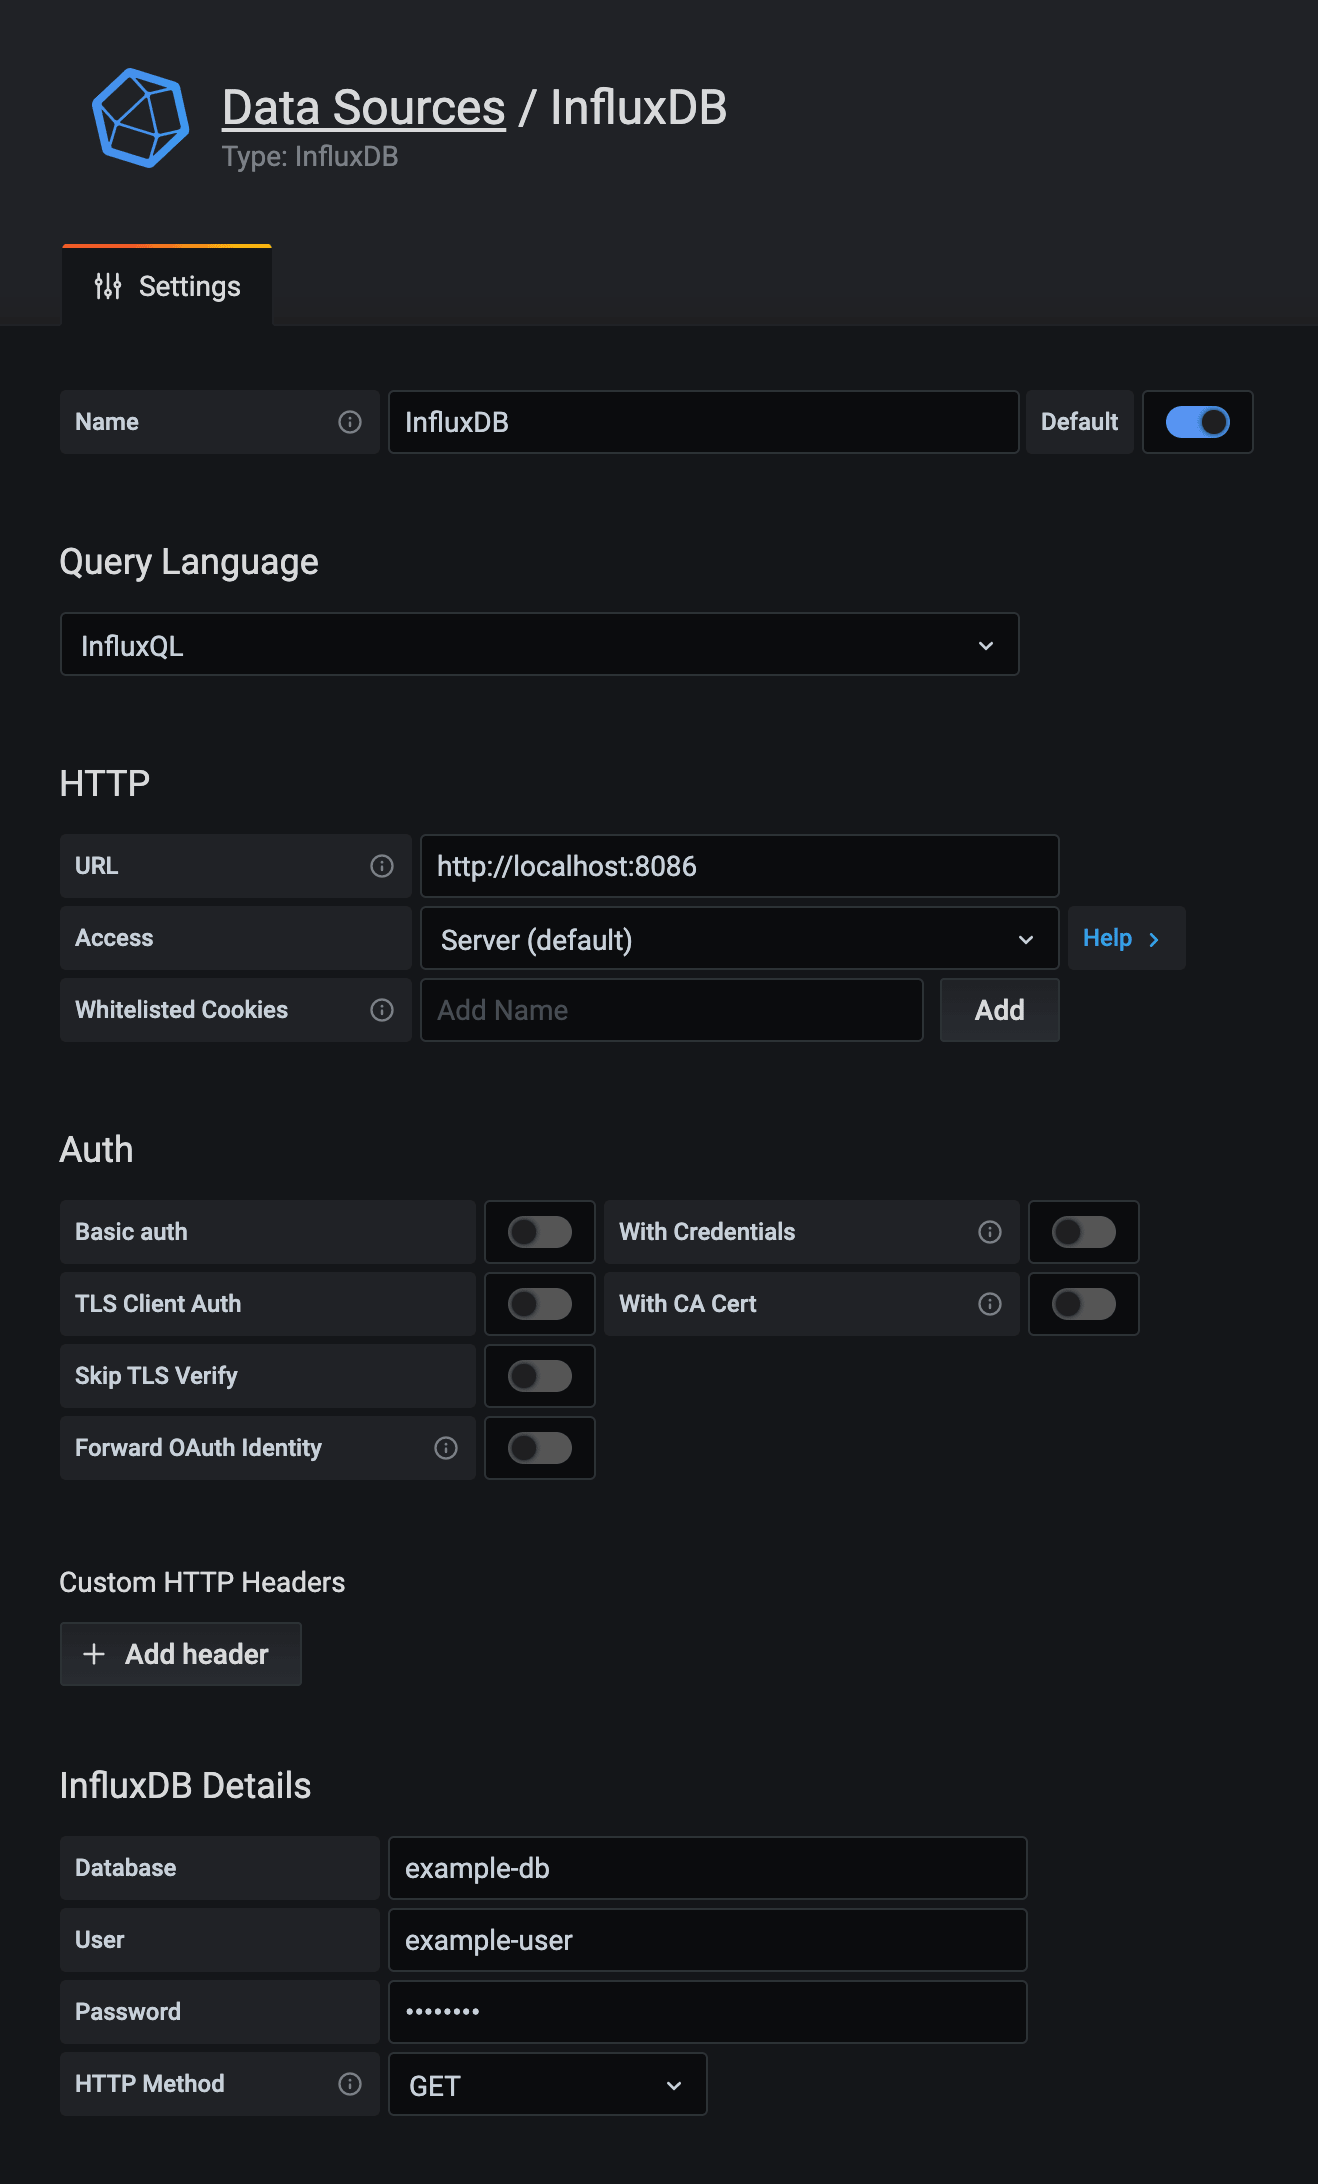 Data Sources / InfluxDB
Type: InfluxDB
Settings
Name InfluxDB Default
Query Language
InfluxQL
HTTP
URL http://localhost:8086
Access Server (default) Help
Whitelisted Cookies Add Name Add
Auth
Basic auth With Credentials
TLS Client Auth With CA Cert
Skip TLS Verify
Forward OAuth Identity
Custom HTTP Headers
Add header
InfluxDB Details
Database example-db
User example-user
Password ••••••••
HTTP Method GET